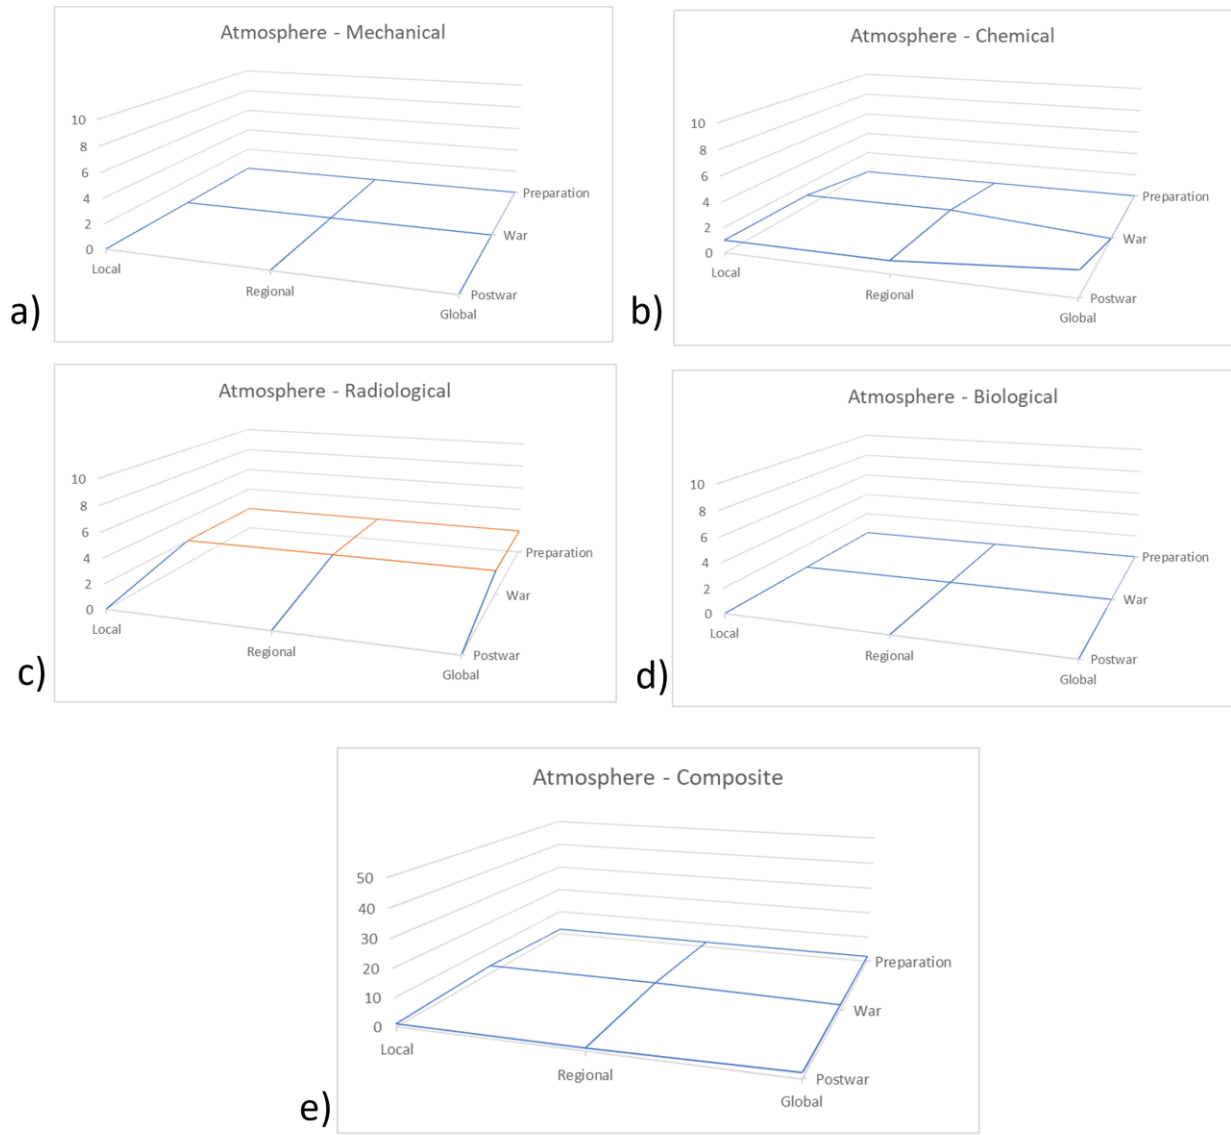 Atmosphere - Mechanical
10
8
6
4
2
0
Local
Regional
Global
Preparation
War
Postwar
a)
Atmosphere - Chemical
10
8
6
4
2
0
Local
Regional
Global
Preparation
War
Postwar
b)
Atmosphere - Radiological
10
8
6
4
2
0
Local
Regional
Global
Preparation
War
Postwar
c)
Atmosphere - Biological
10
8
6
4
2
0
Local
Regional
Global
Preparation
War
Postwar
d)
Atmosphere - Composite
50
40
30
20
10
0
Local
Regional
Global
Preparation
War
Postwar
e)